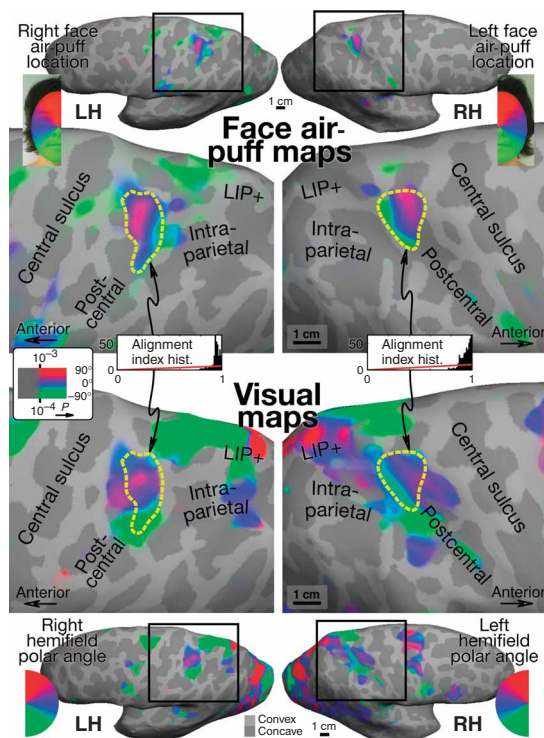 Right face
air-puff
location
Left face
air-puff
location
1 cm
LH
RH
Face air-
puff maps
LIP+
LIP+
Central sulcus
Intra-
parietal
Post-
central
Intra-
parietal
Postcentral
Central sulcus
Anterior
1 cm
Anterior
50
Alignment
index hist.
0
0
1
50
Alignment
index hist.
0
0
1
10⁻³
90°
0°
−90°
10⁻⁴
P
Visual
maps
LIP+
LIP+
Central sulcus
Intra-
parietal
Post-
central
Intra-
parietal
Postcentral
Central sulcus
Anterior
1 cm
Anterior
Right
hemifield
polar angle
Left
hemifield
polar angle
LH
Convex
Concave
1 cm
RH